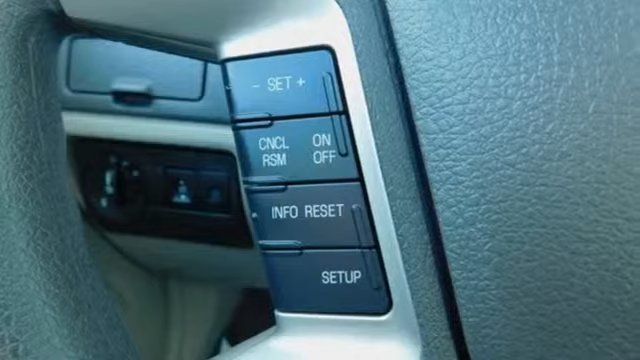 - SET +
CNCL ON
RSM OFF
INFO RESET
SETUP